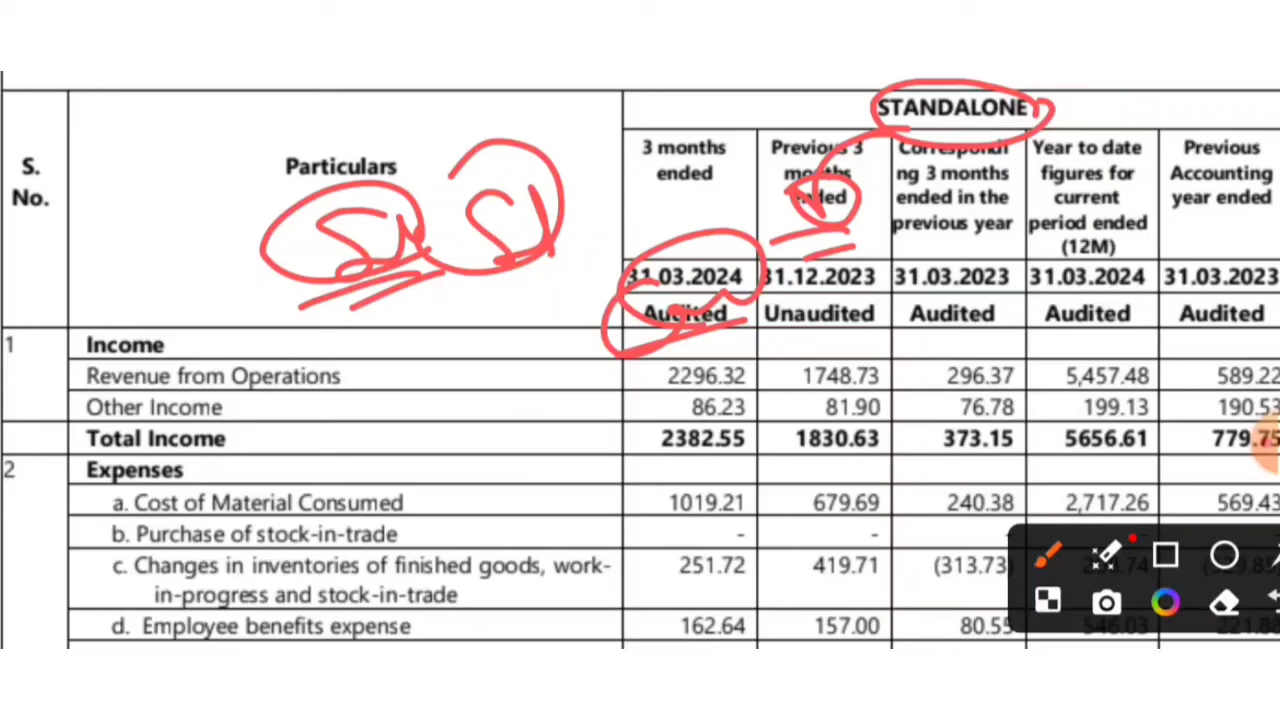 STANDALONE
S. No. Particulars 3 months ended Previous 3 months ended Correspondi ng 3 months ended in the previous year Year to date figures for current period ended (12M) Previous Accounting year ended
31.03.2024 31.12.2023 31.03.2023 31.03.2024 31.03.2023
Audited Unaudited Audited Audited Audited
1 Income
Revenue from Operations 2296.32 1748.73 296.37 5,457.48 589.22
Other Income 86.23 81.90 76.78 199.13 190.53
Total Income 2382.55 1830.63 373.15 5656.61 779.75
2 Expenses
a. Cost of Material Consumed 1019.21 679.69 240.38 2,717.26 569.43
b. Purchase of stock-in-trade - - -
c. Changes in inventories of finished goods, work- 251.72 419.71 (313.73)
in-progress and stock-in-trade
d. Employee benefits expense 162.64 157.00 80.55 546.03